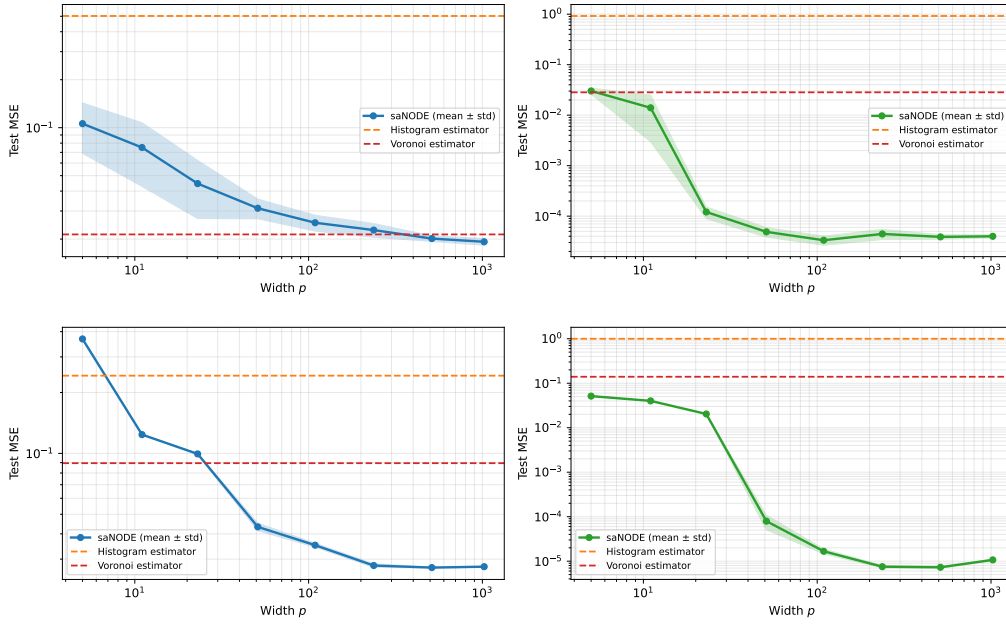 Test MSE
10⁻¹
saNODE (mean ± std)
Histogram estimator
Voronoi estimator
10¹
10²
10³
Width p
Test MSE
10⁰
10⁻¹
10⁻²
10⁻³
10⁻⁴
saNODE (mean ± std)
Histogram estimator
Voronoi estimator
10¹
10²
10³
Width p
Test MSE
10⁻¹
saNODE (mean ± std)
Histogram estimator
Voronoi estimator
10¹
10²
10³
Width p
Test MSE
10⁰
10⁻¹
10⁻²
10⁻³
10⁻⁴
10⁻⁵
saNODE (mean ± std)
Histogram estimator
Voronoi estimator
10¹
10²
10³
Width p